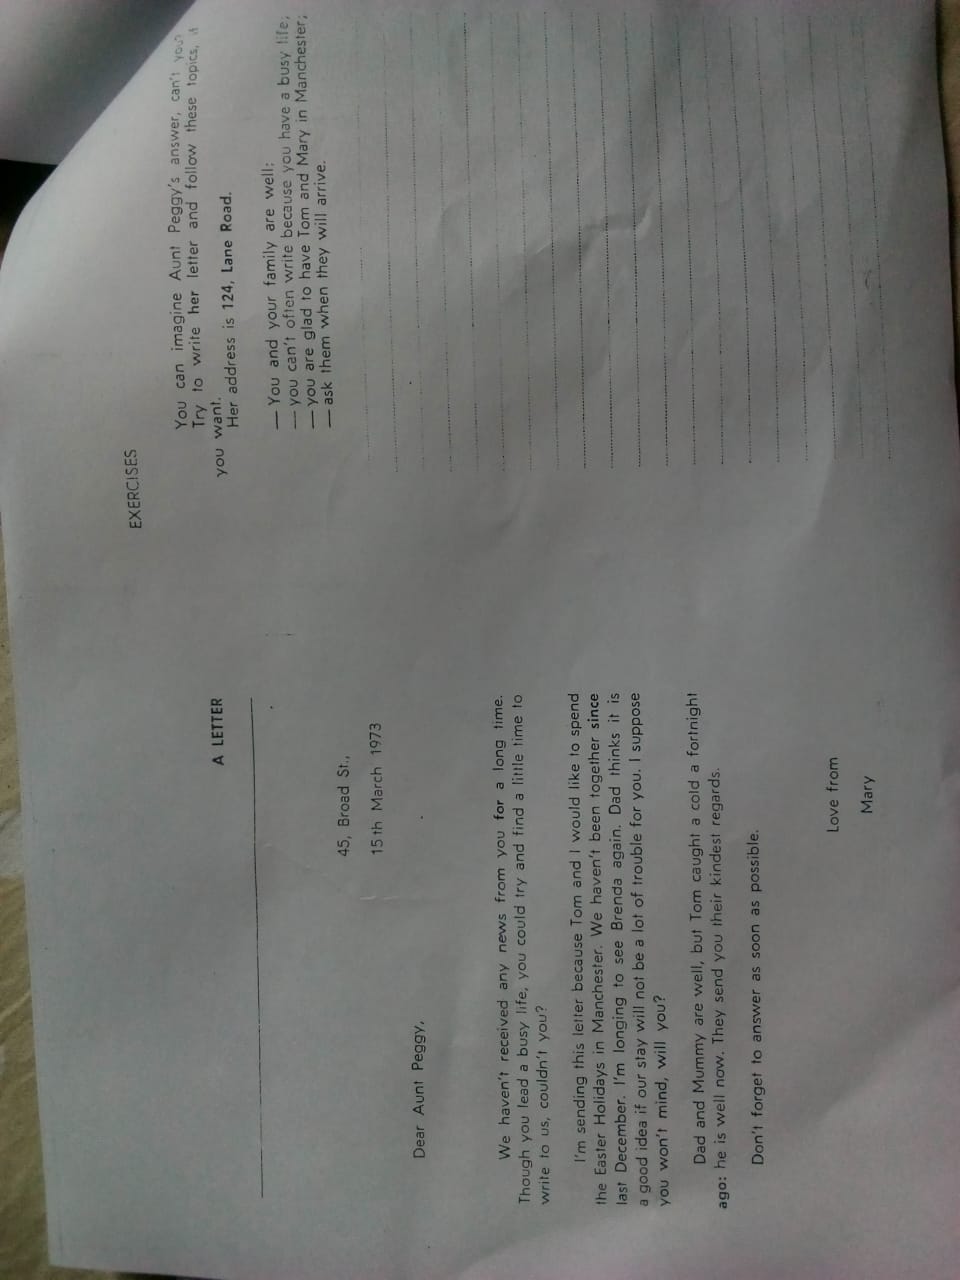 A LETTER
45, Broad St.,
15th March 1973
Dear Aunt Peggy,
We haven't received any news from you for a long time.
Though you lead a busy life, you could try and find a little time to
write to us, couldn't you?
I'm sending this letter because Tom and I would like to spend
the Easter Holidays in Manchester. We haven't been together since
last December. I'm longing to see Brenda again. Dad thinks it is
a good idea if our stay will not be a lot of trouble for you. I suppose
you won't mind, will you?
Dad and Mummy are well, but Tom caught a cold a fortnight
ago: he is well now. They send you their kindest regards.
Don't forget to answer as soon as possible.
Love from
Mary
EXERCISES
You can imagine Aunt Peggy's answer, can't you?
Try to write her letter and follow these topics, if
you want.
Her address is 124, Lane Road.
— You and your family are well;
— you can't often write because you have a busy life;
— you are glad to have Tom and Mary in Manchester;
— ask them when they will arrive.